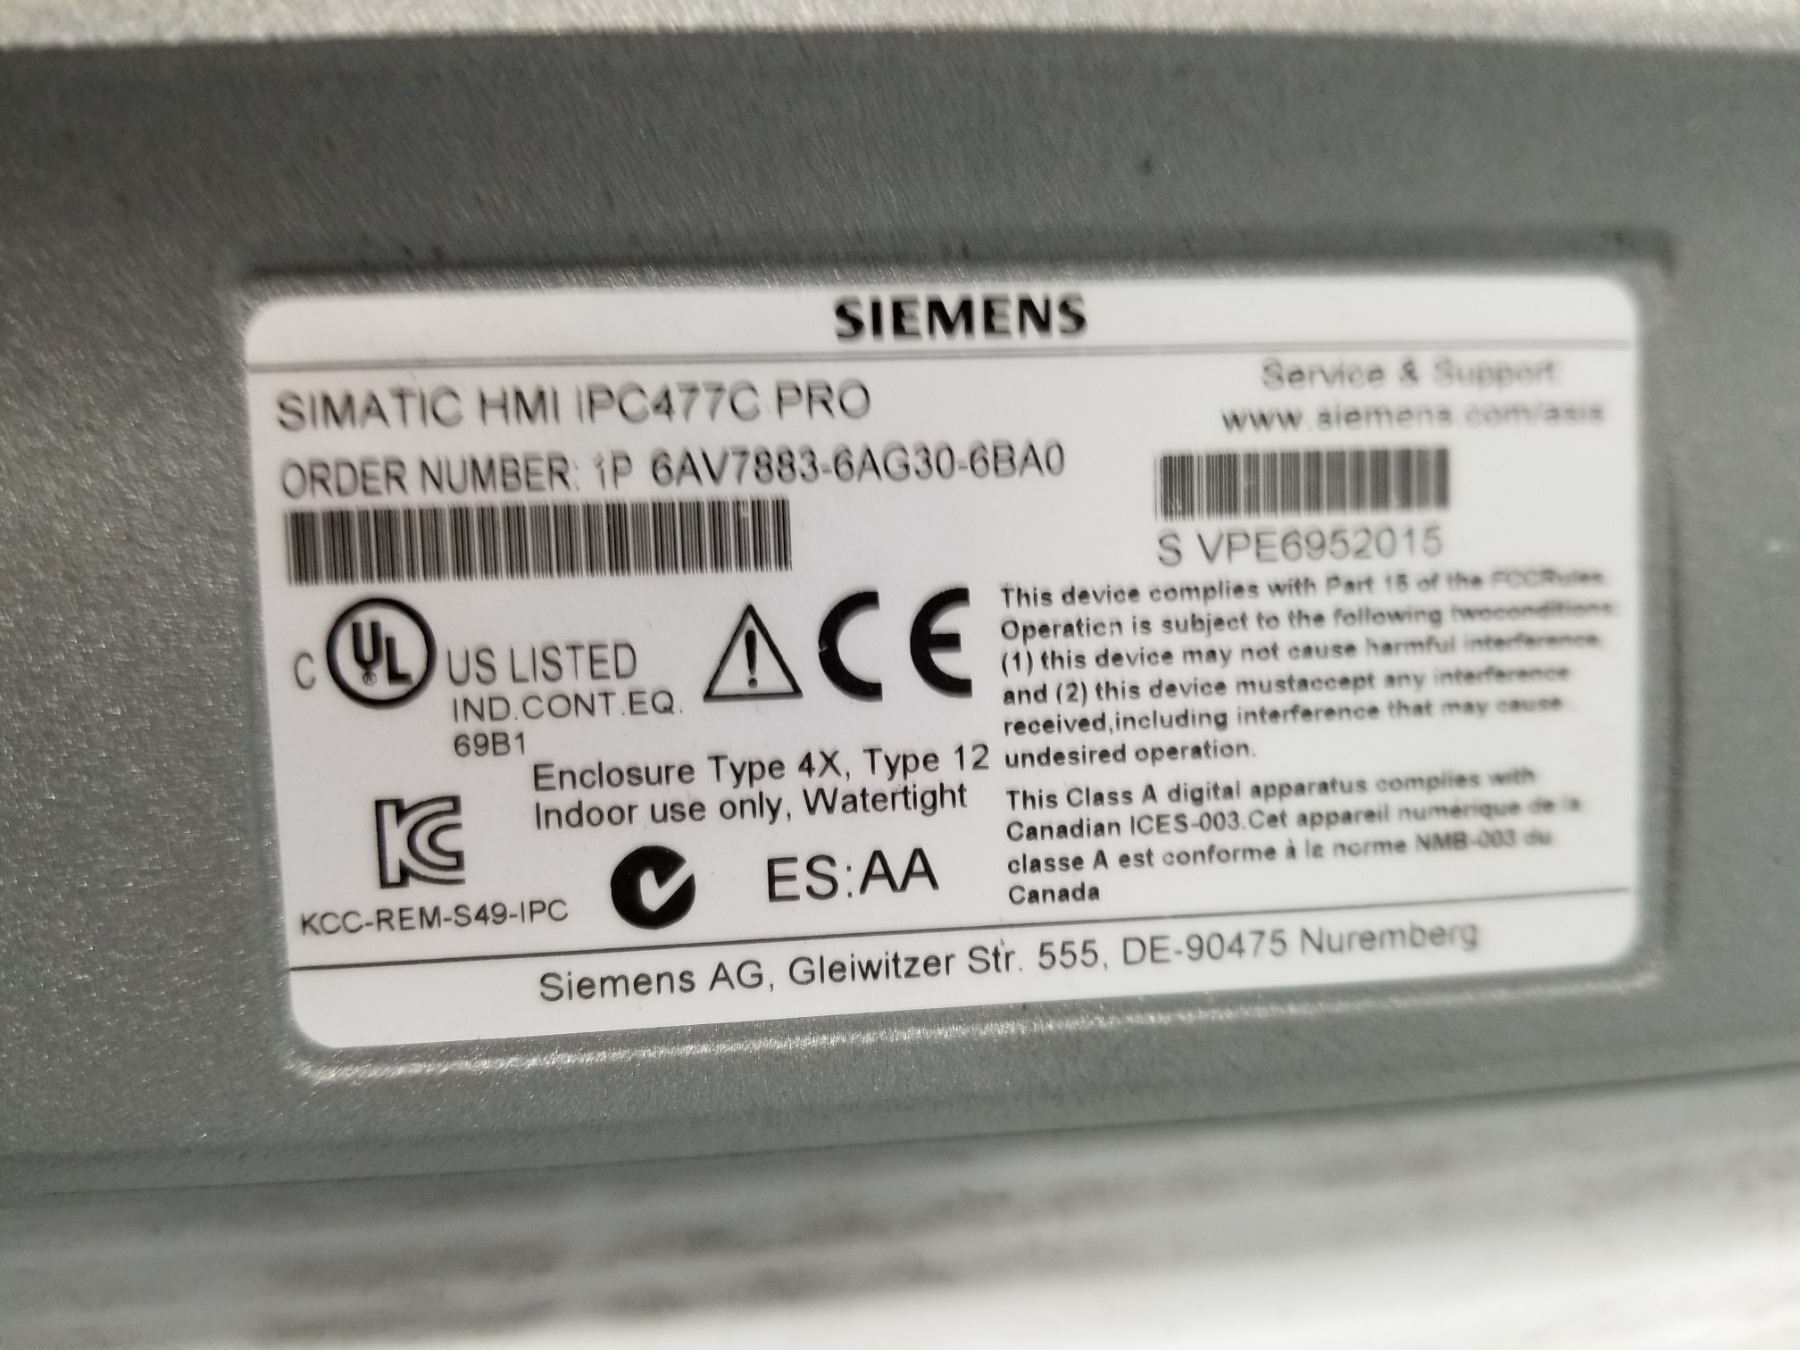 SIEMENS
SIMATIC HMI IPC477C PRO
Service & Support
www.siemens.com/asis
ORDER NUMBER: 1P 6AV7883-6AG30-6BA0
S VPE6952015
C UL ® US LISTED
IND.CONT.EQ.
69B1
CE
Enclosure Type 4X, Type 12
Indoor use only, Watertight
KC
KCC-REM-S49-IPC
ES:AA
This device complies with Part 15 of the FCCRules.
Operation is subject to the following twoconditions:
(1) this device may not cause harmful interference,
and (2) this device mustaccept any interference
received,including interference that may cause
undesired operation.
This Class A digital apparatus complies with
Canadian ICES-003.Cet appareil numérique de la
classe A est conforme à la norme NMB-003 du
Canada
Siemens AG, Gleiwitzer Str. 555, DE-90475 Nuremberg